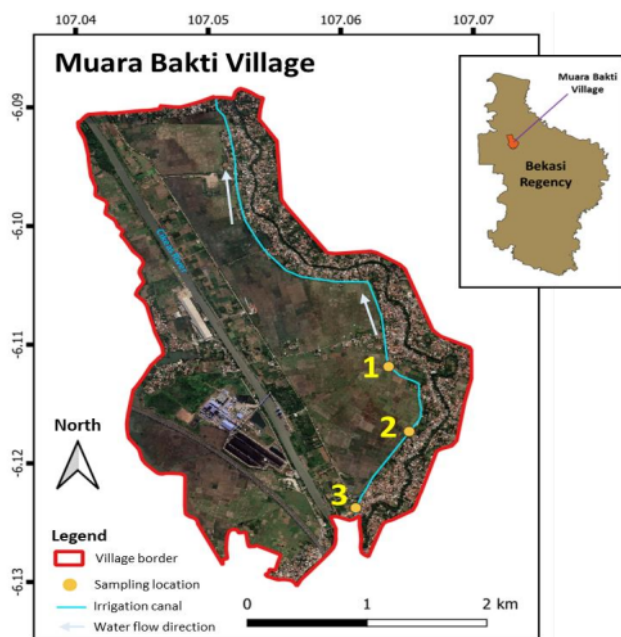 107.04 107.05 107.06 107.07
Muara Bakti Village
Muara Bakti
Village
Bekasi
Regency
-6.09
-6.10
-6.11
-6.12
-6.13
1
2
3
North
Legend
Village border
Sampling location
Irrigation canal
Water flow direction
0 1 2 km